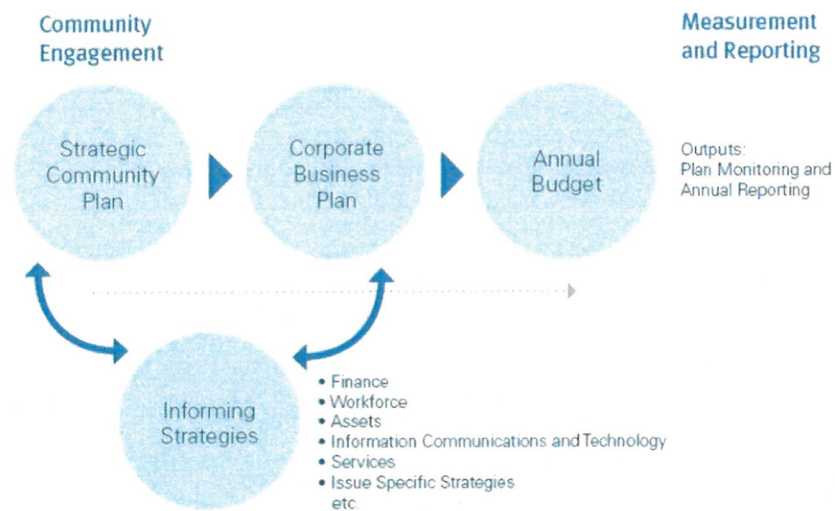 Community
Engagement
Measurement
and Reporting
Strategic
Community
Plan
Corporate
Business
Plan
Annual
Budget
Outputs:
Plan Monitoring and
Annual Reporting
Informing
Strategies
• Finance
• Workforce
• Assets
• Information Communications and Technology
• Services
• Issue Specific Strategies
etc.